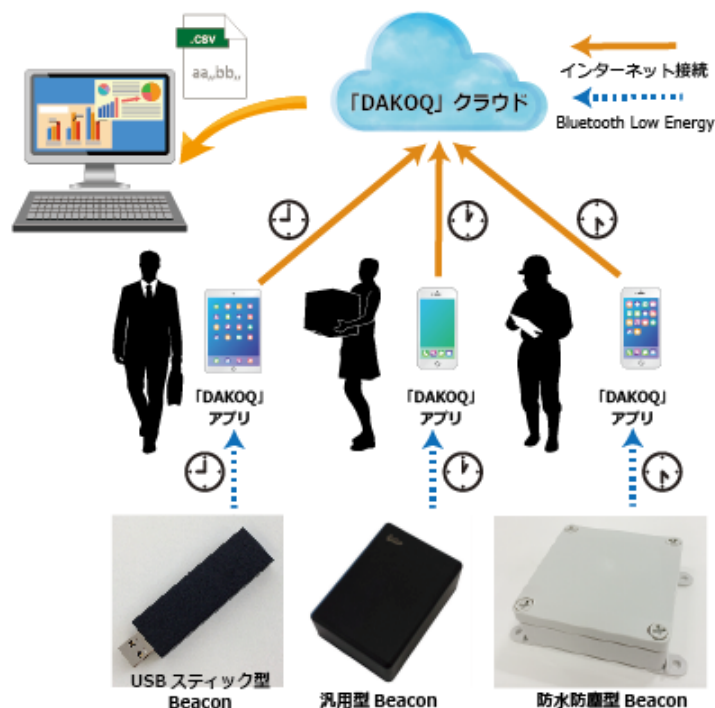 .CSV
aa,,bb,,
「DAKOQ」クラウド
インターネット接続
Bluetooth Low Energy
「DAKOQ」
アプリ
「DAKOQ」
アプリ
「DAKOQ」
アプリ
USB スティック型
Beacon
汎用型 Beacon
防水防塵型 Beacon